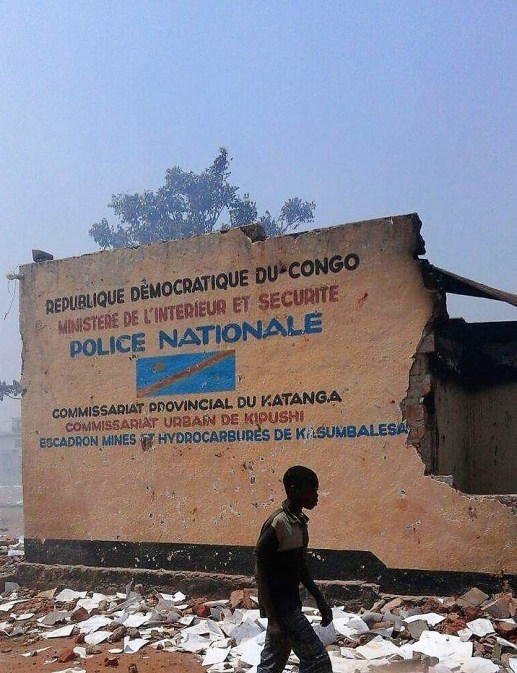 REPUBLIQUE DÉMOCRATIQUE DU CONGO
MINISTERE DE L'INTERIEUR ET SECURITE
POLICE NATIONALE
COMMISSARIAT PROVINCIAL DU KATANGA
COMMISSARIAT URBAIN DE KIPUSHI
ESCADRON MINES ET HYDROCARBURES DE KASUMBALESA